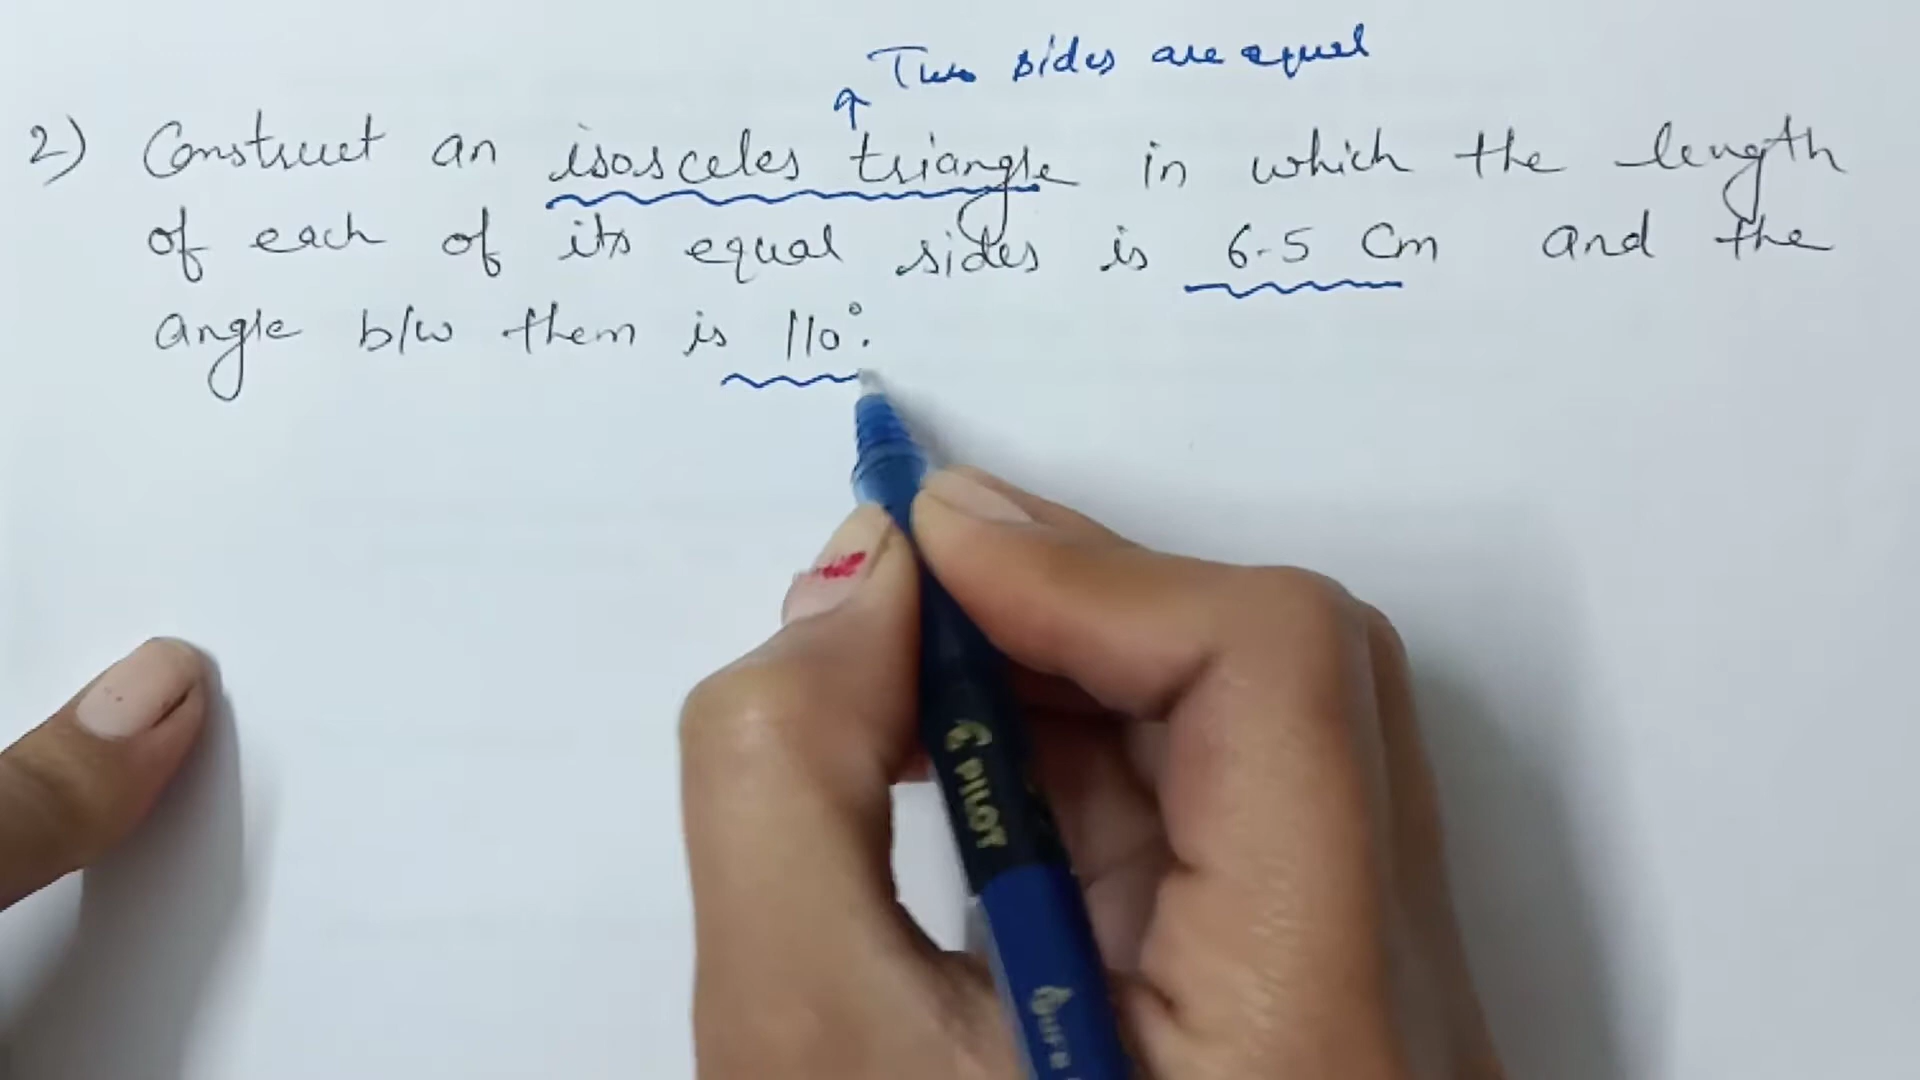 Two sides are equal
2) Construct an isosceles triangle in which the length
of each of its equal sides is 6.5 Cm and the
angle b/w them is 110°.
PILOT